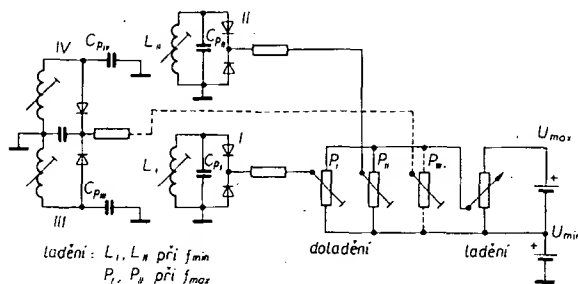 IV
C_pIV
L_II
C_pII
II
C_pIII
III
L_I
C_pI
I
P_I
P_II
P_III
U_max
U_min
doladění
ladění
ladění: L_I, L_II při f_min
P_I, P_II při f_max